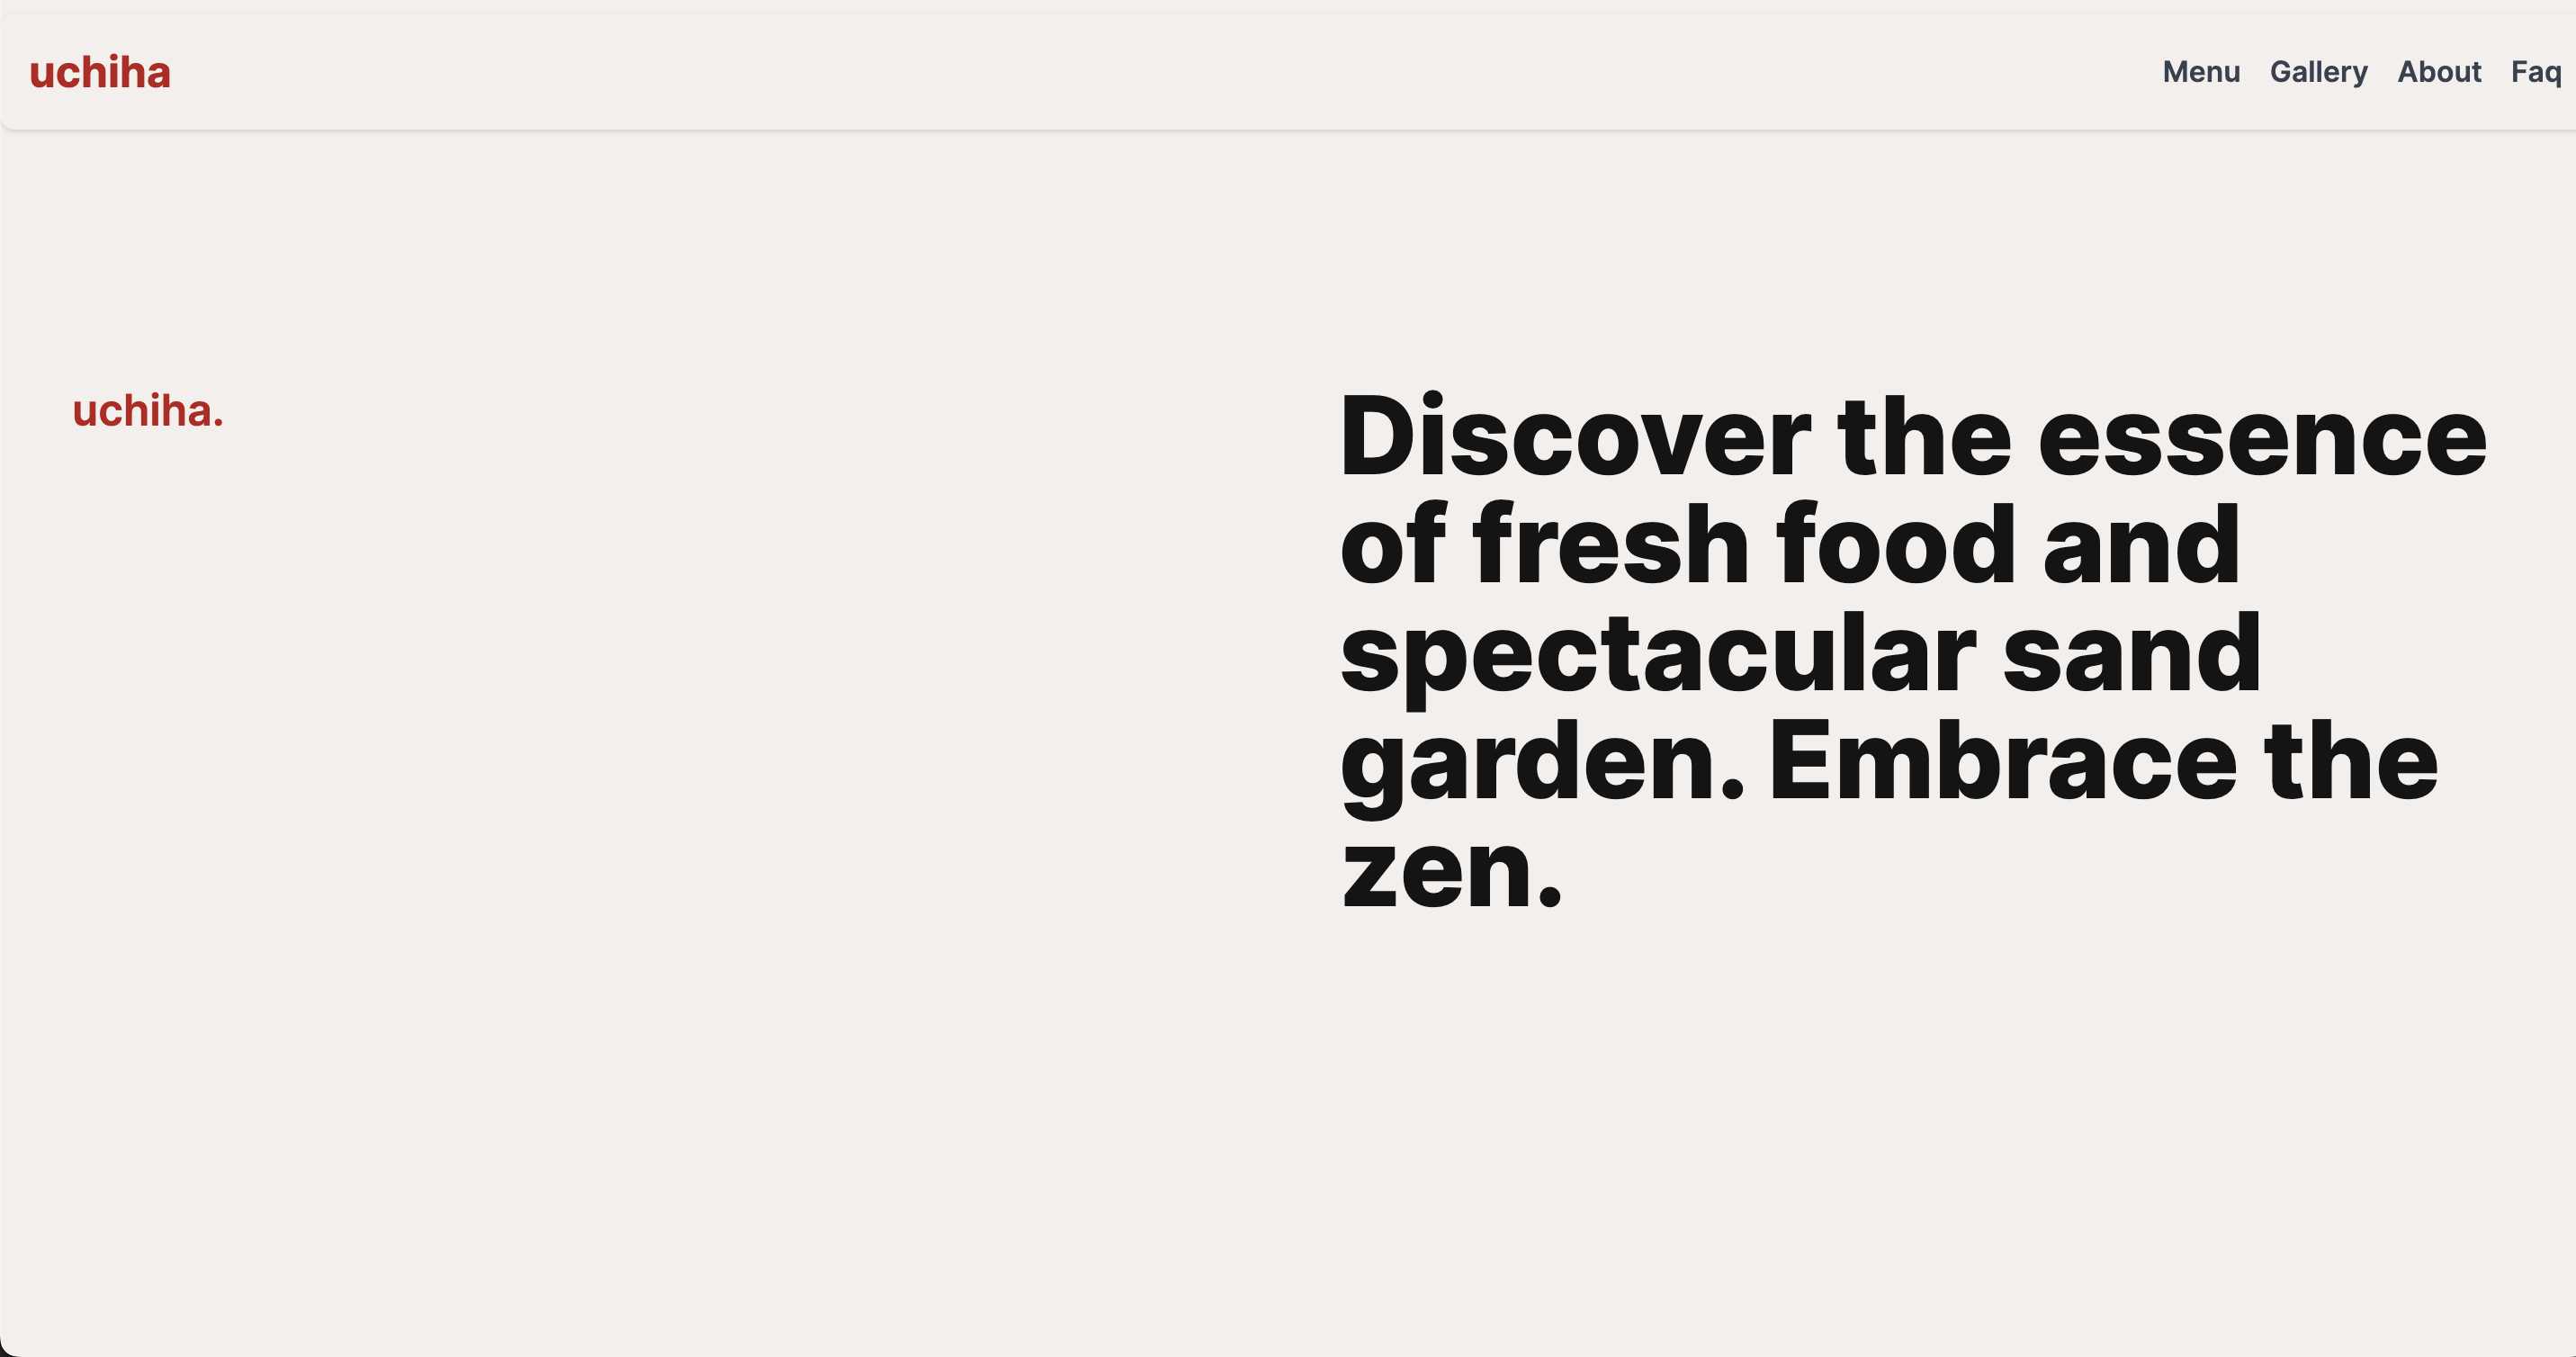 uchiha
Menu Gallery About Faq
uchiha.
Discover the essence
of fresh food and
spectacular sand
garden. Embrace the
zen.